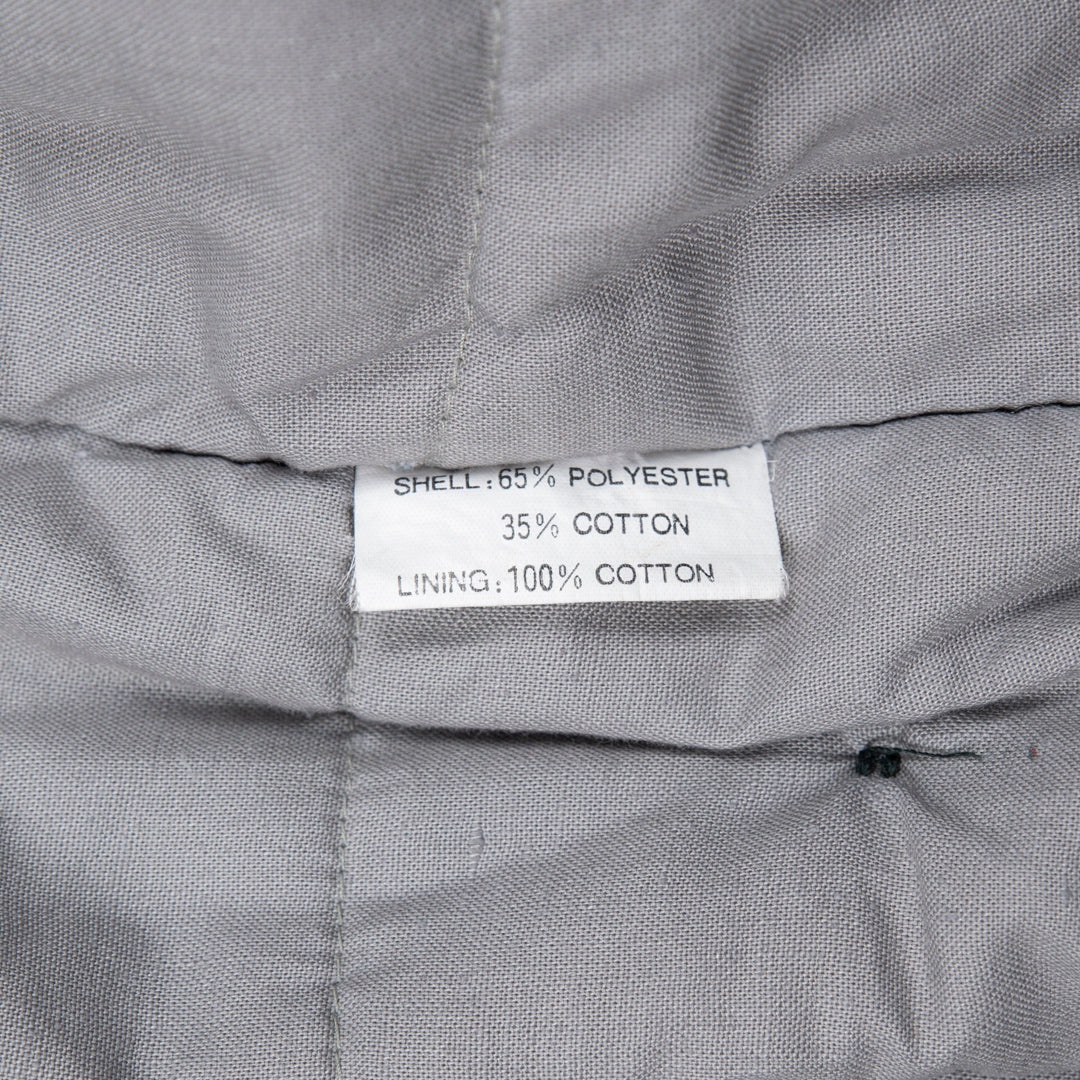 SHELL:65% POLYESTER
35% COTTON
LINING:100% COTTON